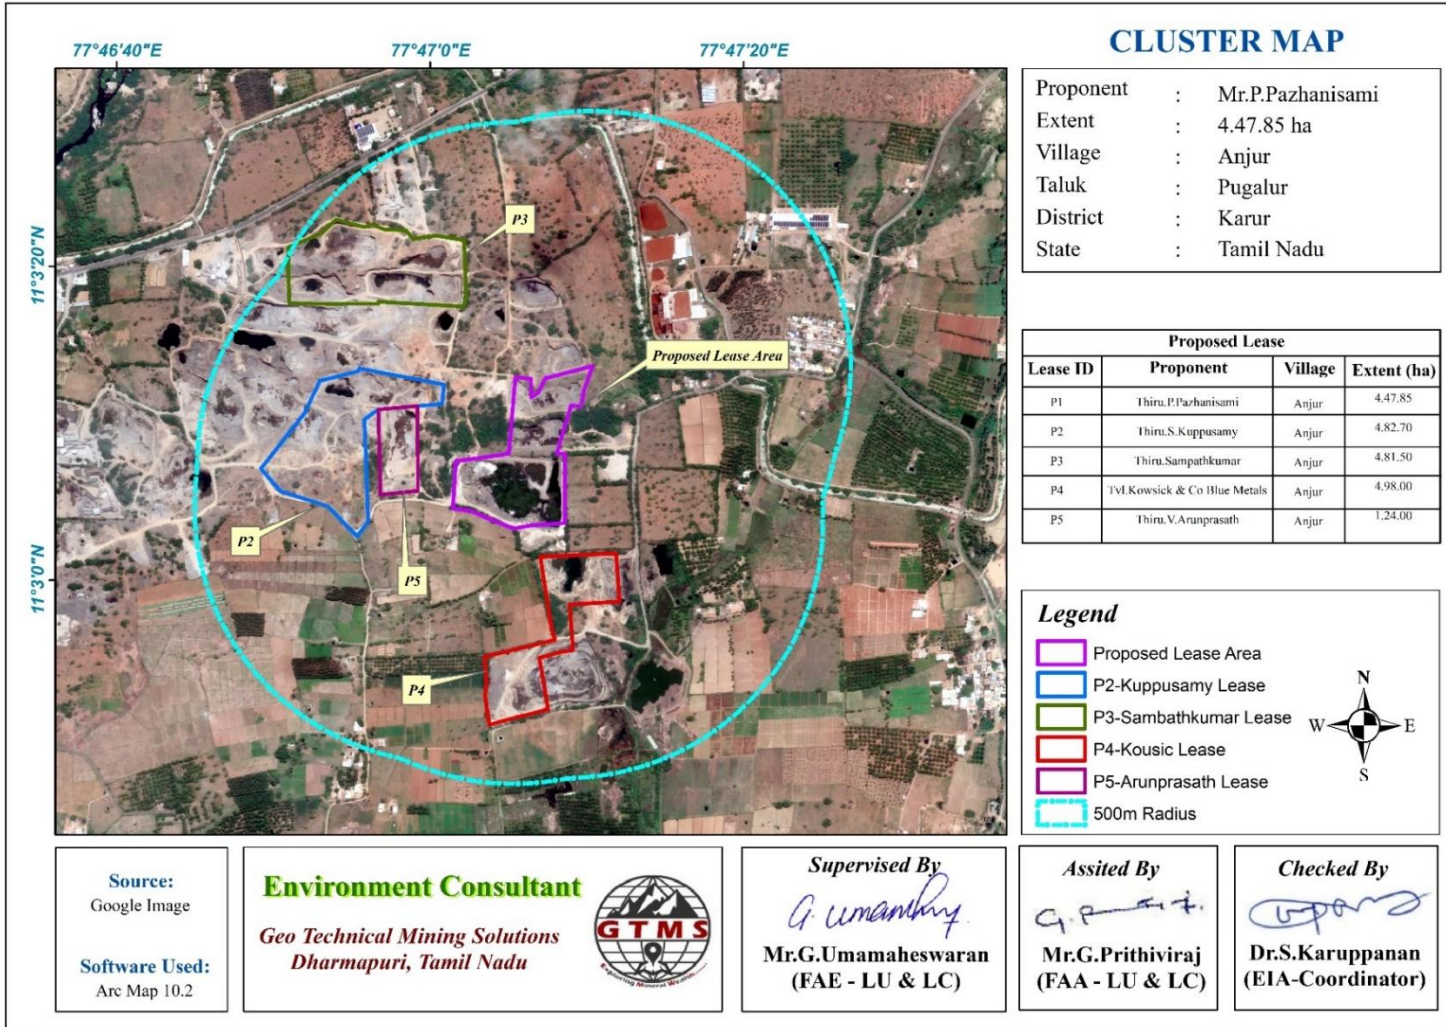 CLUSTER MAP
77°46'40"E
77°47'0"E
77°47'20"E
11°3'20"N
11°3'0"N
P3
Proposed Lease Area
P2
P5
P4
Proponent : Mr.P.Pazhanisami
Extent : 4.47.85 ha
Village : Anjur
Taluk : Pugalur
District : Karur
State : Tamil Nadu
Proposed Lease
Lease ID Proponent Village Extent (ha)
P1 Thiru.P.Pazhanisami Anjur 4.47.85
P2 Thiru.S.Kuppusamy Anjur 4.82.70
P3 Thiru.Sampathkumar Anjur 4.81.50
P4 Tvl.Kowsick & Co Blue Metals Anjur 4.98.00
P5 Thiru.V.Arunprasath Anjur 1.24.00
Legend
Proposed Lease Area
P2-Kuppusamy Lease
P3-Sambathkumar Lease
P4-Kousic Lease
P5-Arunprasath Lease
500m Radius
N
W E
S
Source:
Google Image
Software Used:
Arc Map 10.2
Environment Consultant
Geo Technical Mining Solutions
Dharmapuri, Tamil Nadu
GTMS
Exploring Mineral Wealth
Supervised By
Mr.G.Umamaheswaran
(FAE - LU & LC)
Assited By
Mr.G.Prithiviraj
(FAA - LU & LC)
Checked By
Dr.S.Karuppanan
(EIA-Coordinator)